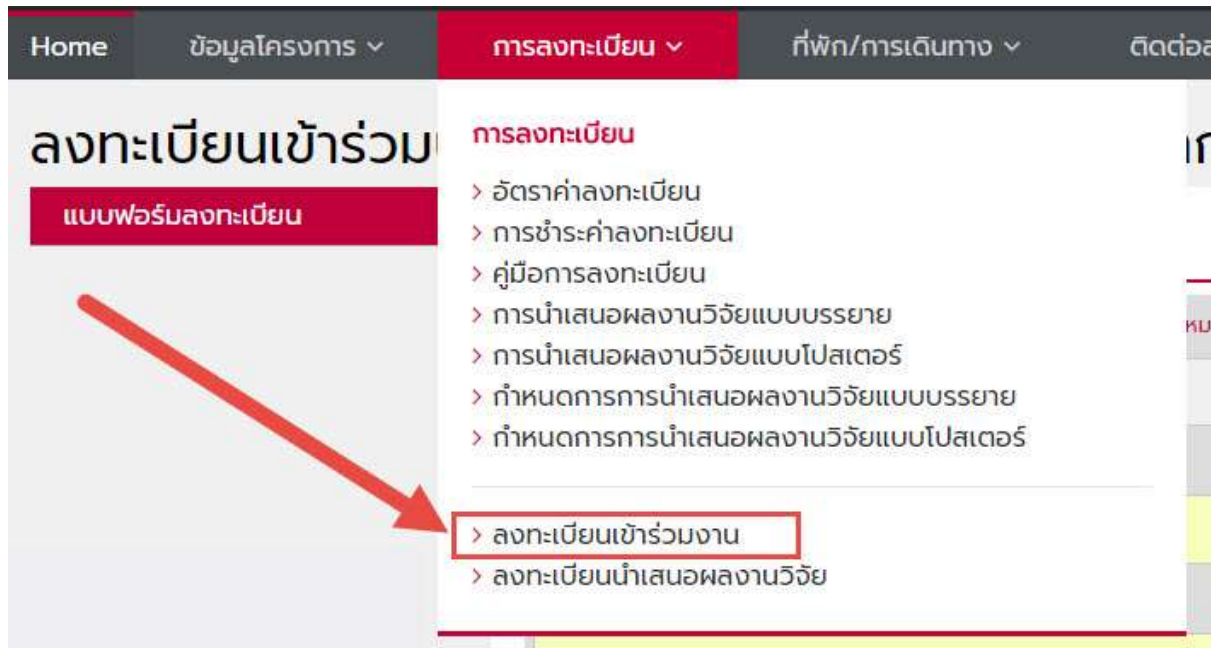 Home ข้อมูลโครงการ การลงทะเบียน ที่พัก/การเดินทาง
ลงทะเบียนเข้าร่วม
แบบฟอร์มลงทะเบียน
การลงทะเบียน
> อัตราค่าลงทะเบียน
> การชำระค่าลงทะเบียน
> คู่มือการลงทะเบียน
> การนำเสนอผลงานวิจัยแบบบรรยาย
> การนำเสนอผลงานวิจัยแบบโปสเตอร์
> กำหนดการการนำเสนอผลงานวิจัยแบบบรรยาย
> กำหนดการการนำเสนอผลงานวิจัยแบบโปสเตอร์
> ลงทะเบียนเข้าร่วมงาน
> ลงทะเบียนนำเสนอผลงานวิจัย